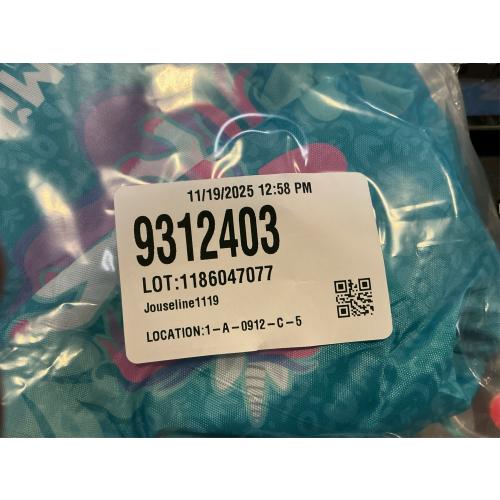 11/19/2025 12:58 PM
9312403
LOT:1186047077
Jouseline1119
LOCATION:1-A-0912-C-5